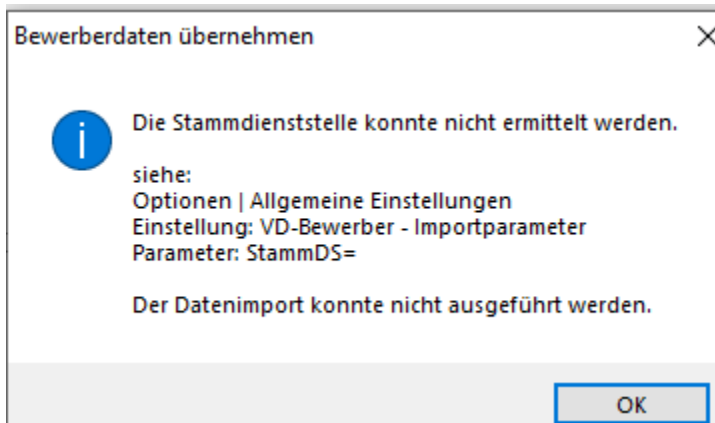 Bewerberdaten übernehmen
Die Stammdienststelle konnte nicht ermittelt werden.
siehe:
Optionen | Allgemeine Einstellungen
Einstellung: VD-Bewerber - Importparameter
Parameter: StammDS=
Der Datenimport konnte nicht ausgeführt werden.
OK